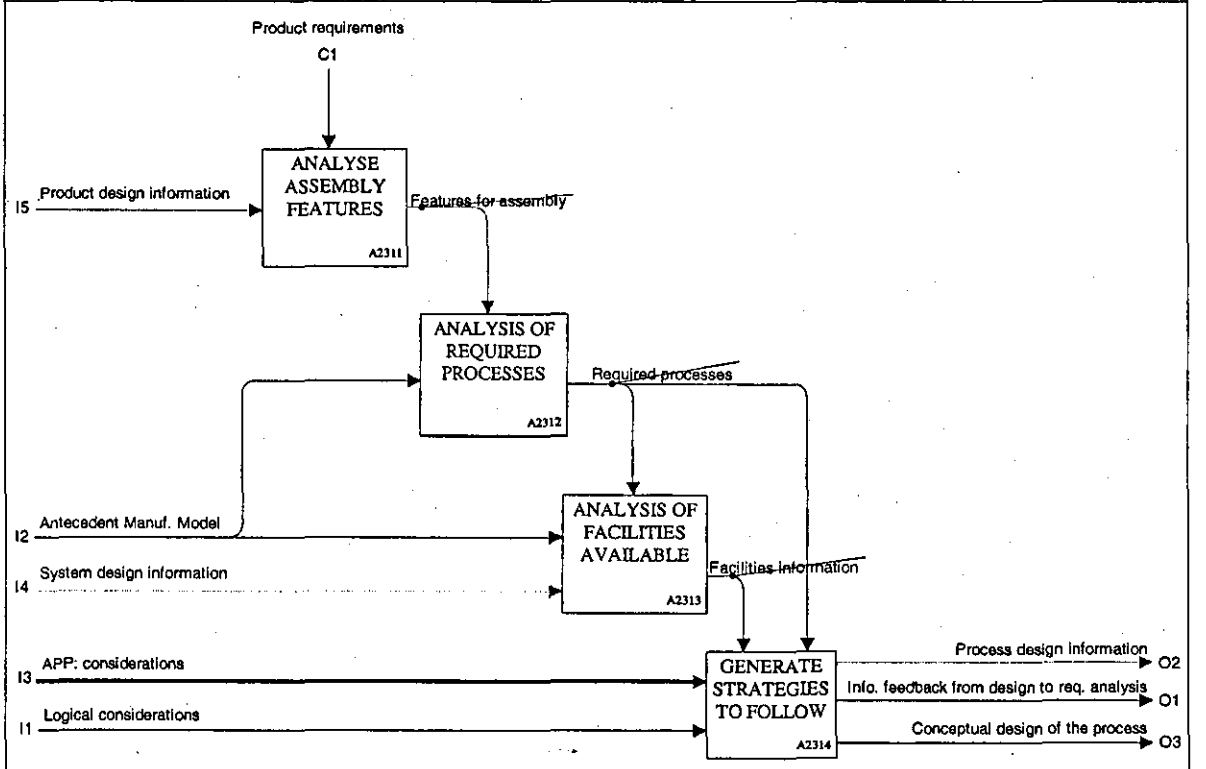 Product requirements
C1
ANALYSE
ASSEMBLY
FEATURES
A2311
I5 Product design information
Features for assembly
ANALYSIS OF
REQUIRED
PROCESSES
A2312
Required processes
I2 Antecedent Manuf. Model
ANALYSIS OF
FACILITIES
AVAILABLE
A2313
I4 System design information
Facilities information
I3 APP: considerations
I1 Logical considerations
GENERATE
STRATEGIES
TO FOLLOW
A2314
Process design information O2
Info. feedback from design to req. analysis O1
Conceptual design of the process O3